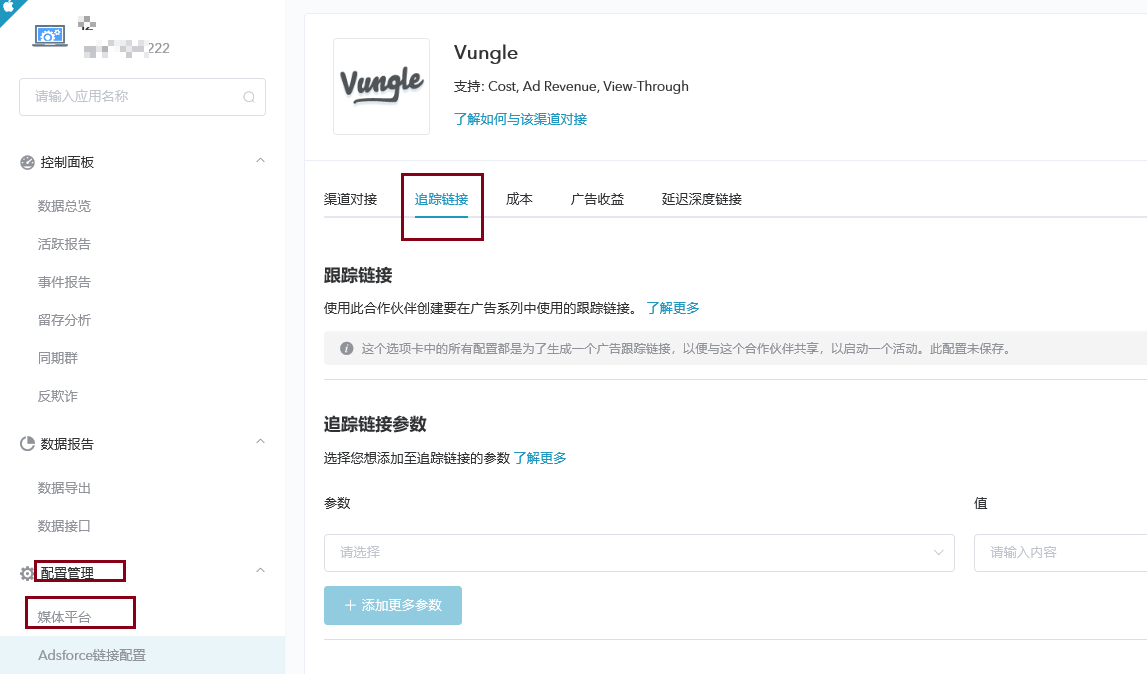 222
请输入应用名称
控制面板
数据总览
活跃报告
事件报告
留存分析
同期群
反欺诈
数据报告
数据导出
数据接口
配置管理
媒体平台
Adsforce链接配置
Vungle
Vungle
支持: Cost, Ad Revenue, View-Through
了解如何与该渠道对接
渠道对接 追踪链接 成本 广告收益 延迟深度链接
跟踪链接
使用此合作伙伴创建要在广告系列中使用的跟踪链接。 了解更多
这个选项卡中的所有配置都是为了生成一个广告跟踪链接，以便与这个合作伙伴共享，以启动一个活动。此配置未保存。
追踪链接参数
选择您想添加至追踪链接的参数 了解更多
参数 值
请选择 请输入内容
+ 添加更多参数